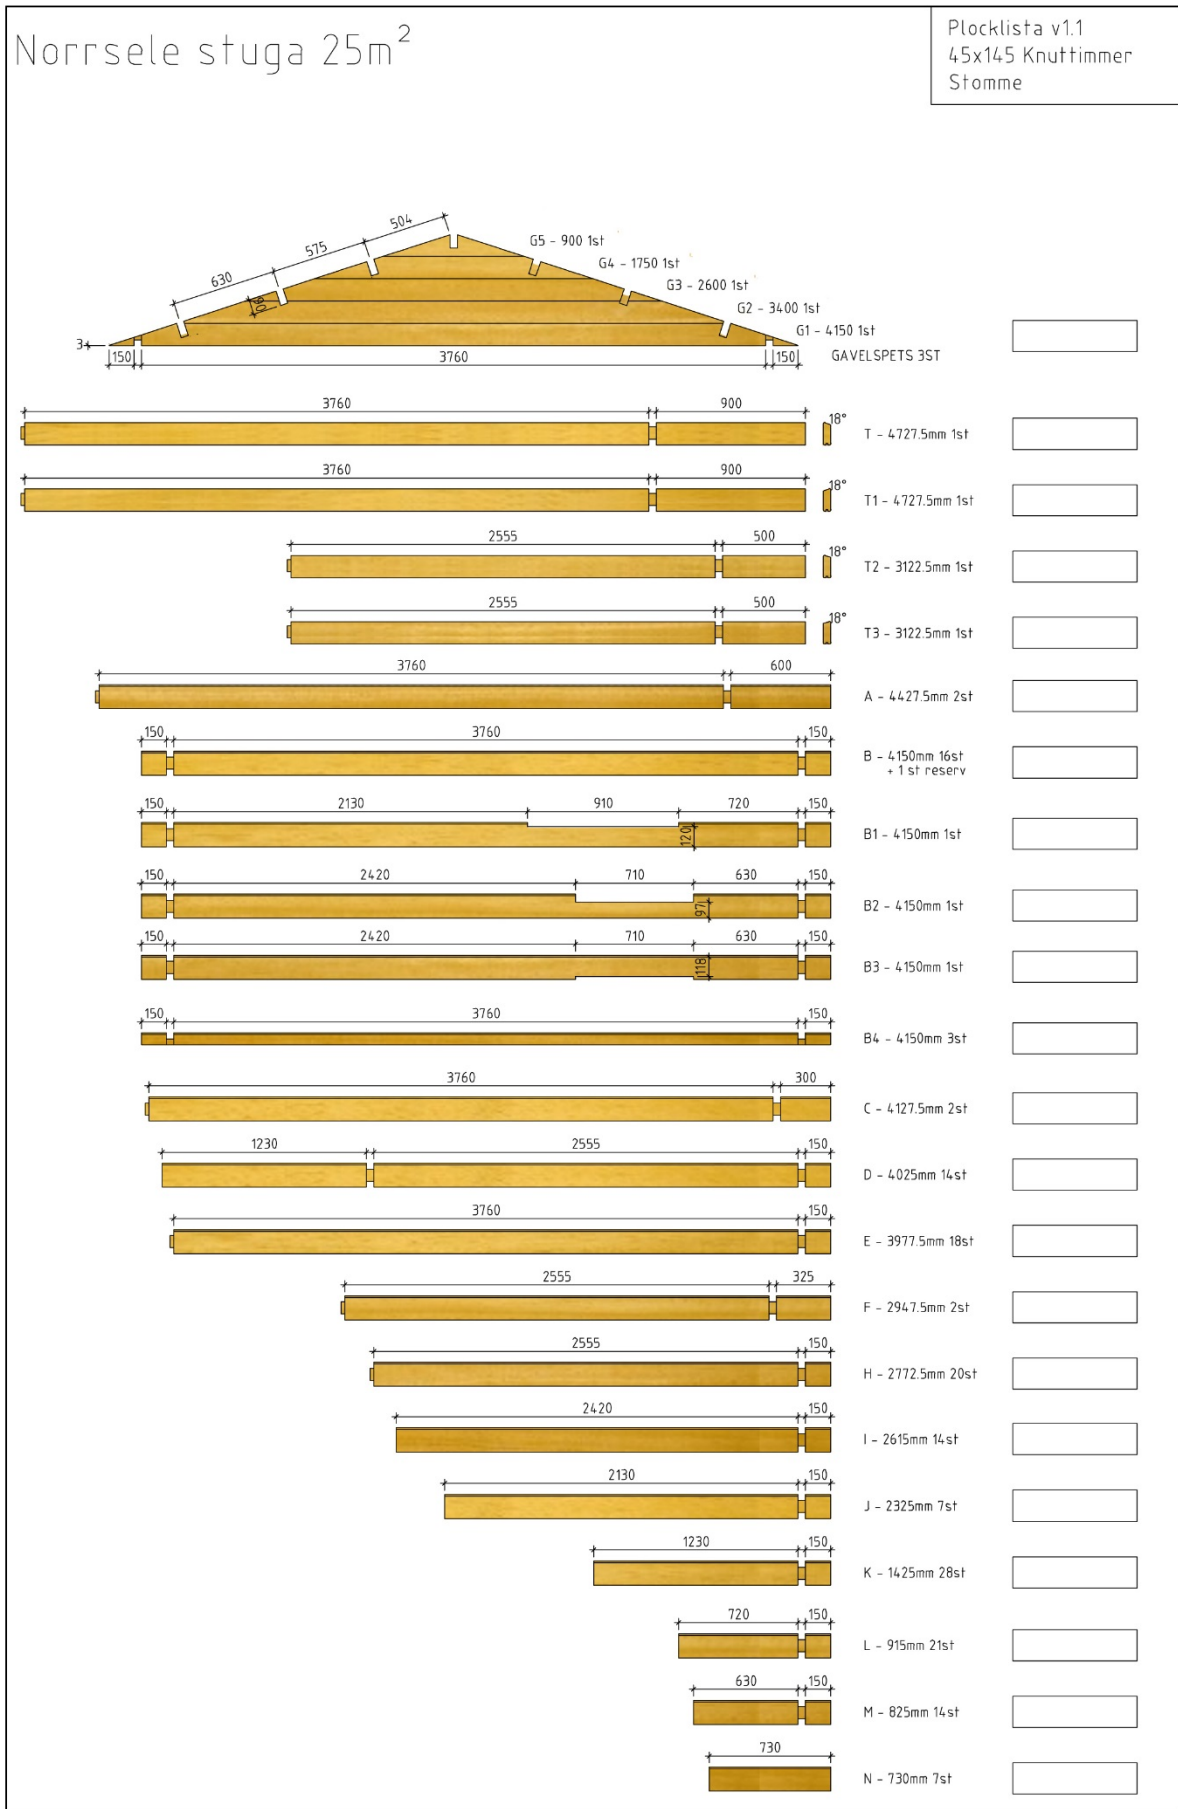 Norrsele stuga 25m²
Plocklista v1.1
45x145 Knuttimmer
Stomme
504
575
630
90
G5 - 900 1st
G4 - 1750 1st
G3 - 2600 1st
G2 - 3400 1st
G1 - 4150 1st
3
150 3760 150
GAVELSPETS 3ST
3760 900
18°
T - 4727.5mm 1st
3760 900
18°
T1 - 4727.5mm 1st
2555 500
18°
T2 - 3122.5mm 1st
2555 500
18°
T3 - 3122.5mm 1st
3760 600
A - 4427.5mm 2st
150 3760 150
B - 4150mm 16st
+ 1 st reserv
150 2130 910 720 150
120
B1 - 4150mm 1st
150 2420 710 630 150
97
B2 - 4150mm 1st
150 2420 710 630 150
118
B3 - 4150mm 1st
150 3760 150
B4 - 4150mm 3st
3760 300
C - 4127.5mm 2st
1230 2555 150
D - 4025mm 14st
3760 150
E - 3977.5mm 18st
2555 325
F - 2947.5mm 2st
2555 150
H - 2772.5mm 20st
2420 150
I - 2615mm 14st
2130 150
J - 2325mm 7st
1230 150
K - 1425mm 28st
720 150
L - 915mm 21st
630 150
M - 825mm 14st
730
N - 730mm 7st